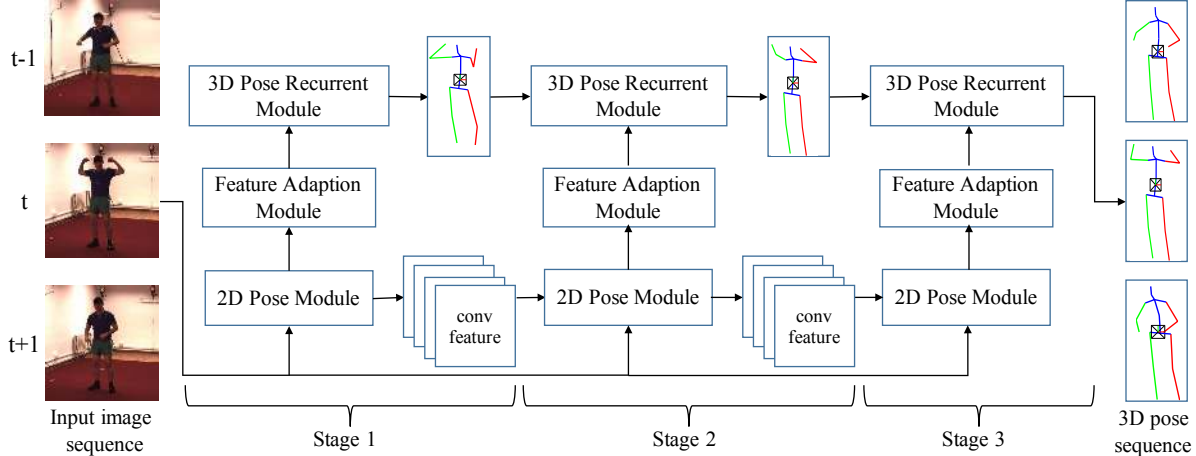 t-1
3D Pose Recurrent
Module
3D Pose Recurrent
Module
3D Pose Recurrent
Module
t
Feature Adaption
Module
Feature Adaption
Module
Feature Adaption
Module
2D Pose Module
conv
feature
2D Pose Module
conv
feature
2D Pose Module
t+1
Input image
sequence
Stage 1
Stage 2
Stage 3
3D pose
sequence